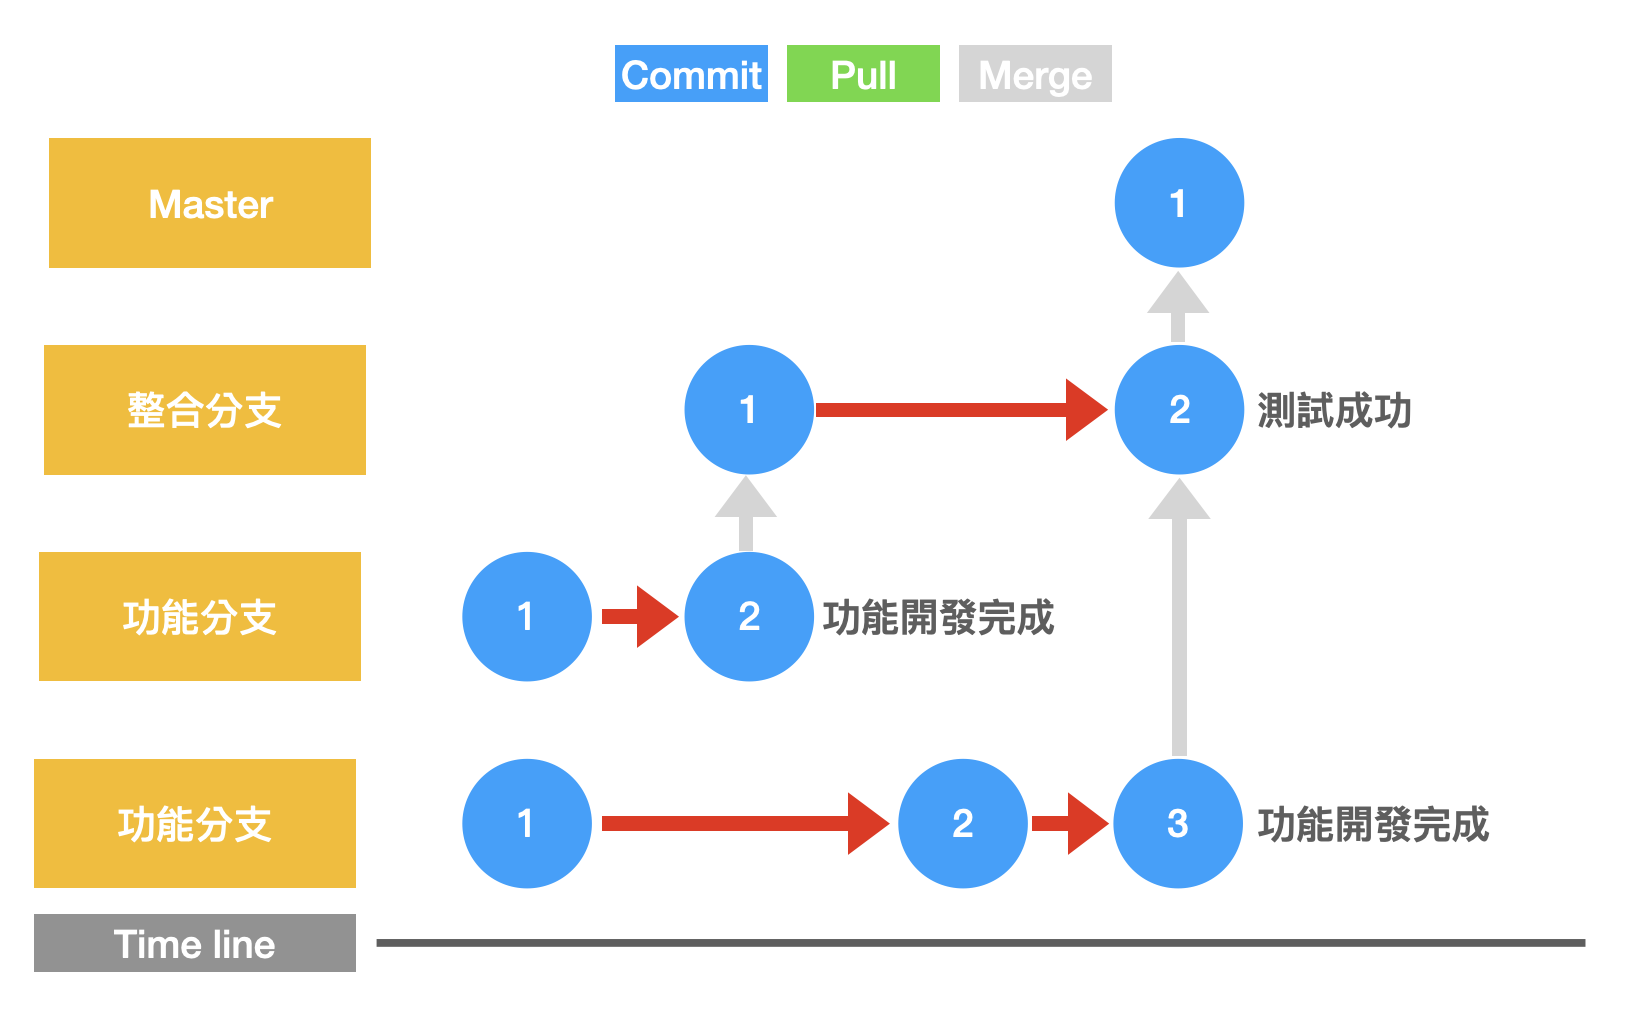 Commit
Pull
Merge
Master
1
整合分支
1
2
測試成功
功能分支
1
2
功能開發完成
功能分支
1
2
3
功能開發完成
Time line